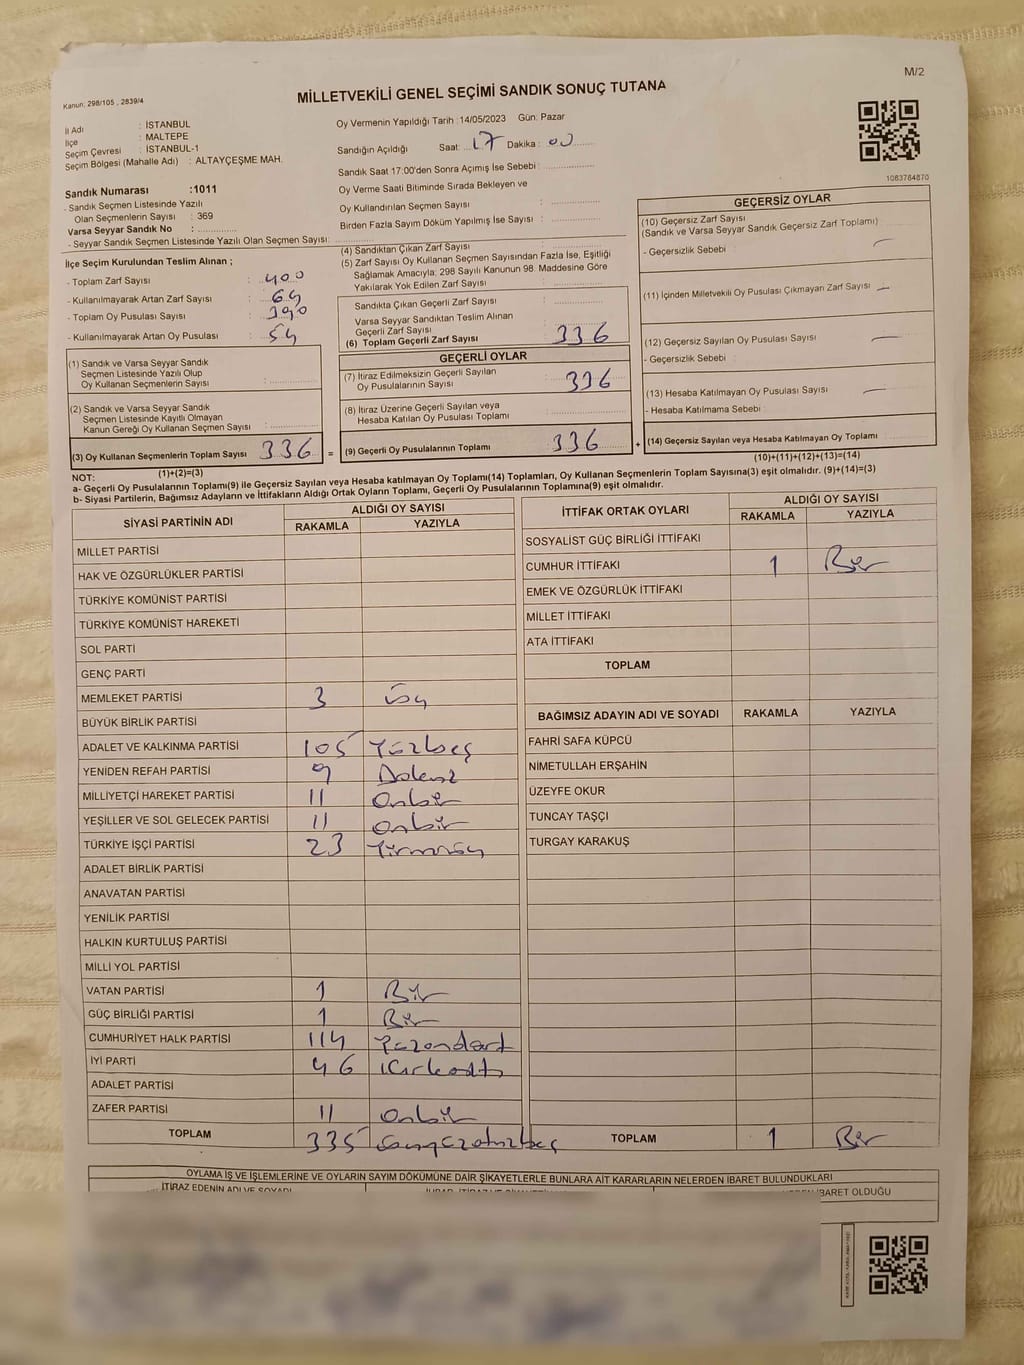 M/2
Kanun; 298/105 , 2839/4
MİLLETVEKİLİ GENEL SEÇİMİ SANDIK SONUÇ TUTANA
İl Adı : İSTANBUL
İlçe : MALTEPE
Seçim Çevresi : İSTANBUL-1
Seçim Bölgesi (Mahalle Adı) : ALTAYÇEŞME MAH.
Sandık Numarası :1011
- Sandık Seçmen Listesinde Yazılı
Olan Seçmenlerin Sayısı : 369
Varsa Seyyar Sandık No :
- Seyyar Sandık Seçmen Listesinde Yazılı Olan Seçmen Sayısı:
Oy Vermenin Yapıldığı Tarih :14/05/2023 Gün: Pazar
Sandığın Açıldığı Saat: 17 Dakika : 00
Sandık Saat 17:00'den Sonra Açımış İse Sebebi :
Oy Verme Saati Bitiminde Sırada Bekleyen ve
Oy Kullandırılan Seçmen Sayısı :
Birden Fazla Sayım Döküm Yapılmış İse Sayısı :
1083784870
İlçe Seçim Kurulundan Teslim Alınan ;
- Toplam Zarf Sayısı : 400
- Kullanılmayarak Artan Zarf Sayısı : 64
- Toplam Oy Pusulası Sayısı : 390
- Kullanılmayarak Artan Oy Pusulası : 54
(1) Sandık ve Varsa Seyyar Sandık
Seçmen Listesinde Yazılı Olup
Oy Kullanan Seçmenlerin Sayısı :
(2) Sandık ve Varsa Seyyar Sandık
Seçmen Listesinde Kayıtlı Olmayan
Kanun Gereği Oy Kullanan Seçmen Sayısı :
(3) Oy Kullanan Seçmenlerin Toplam Sayısı 336 =
(1)+(2)=(3)
(4) Sandıktan Çıkan Zarf Sayısı :
(5) Zarf Sayısı Oy Kullanan Seçmen Sayısından Fazla İse, Eşitliği
Sağlamak Amacıyla; 298 Sayılı Kanunun 98. Maddesine Göre
Yakılarak Yok Edilen Zarf Sayısı :
Sandıkta Çıkan Geçerli Zarf Sayısı :
Varsa Seyyar Sandıktan Teslim Alınan
Geçerli Zarf Sayısı :
(6) Toplam Geçerli Zarf Sayısı : 336
GEÇERLİ OYLAR
(7) İtiraz Edilmeksizin Geçerli Sayılan
Oy Pusulalarının Sayısı : 336
(8) İtiraz Üzerine Geçerli Sayılan veya
Hesaba Katılan Oy Pusulası Toplamı :
(9) Geçerli Oy Pusulalarının Toplamı : 336 +
GEÇERSİZ OYLAR
(10) Geçersiz Zarf Sayısı :
(Sandık ve Varsa Seyyar Sandık Geçersiz Zarf Toplamı)
- Geçersizlik Sebebi : —
(11) İçinden Milletvekili Oy Pusulası Çıkmayan Zarf Sayısı : —
(12) Geçersiz Sayılan Oy Pusulası Sayısı : —
- Geçersizlik Sebebi :
(13) Hesaba Katılmayan Oy Pusulası Sayısı : —
- Hesaba Katılmama Sebebi :
(14) Geçersiz Sayılan veya Hesaba Katılmayan Oy Toplamı :
(10)+(11)+(12)+(13)=(14)
NOT:
a- Geçerli Oy Pusulalarının Toplamı(9) ile Geçersiz Sayılan veya Hesaba katılmayan Oy Toplamı(14) Toplamları, Oy Kullanan Seçmenlerin Toplam Sayısına(3) eşit olmalıdır. (9)+(14)=(3)
b- Siyasi Partilerin, Bağımsız Adayların ve İttifakların Aldığı Ortak Oyların Toplamı, Geçerli Oy Pusulalarının Toplamına(9) eşit olmalıdır.
SİYASİ PARTİNİN ADI ALDIĞI OY SAYISI
RAKAMLA YAZIYLA
MİLLET PARTİSİ
HAK VE ÖZGÜRLÜKLER PARTİSİ
TÜRKİYE KOMÜNİST PARTİSİ
TÜRKİYE KOMÜNİST HAREKETİ
SOL PARTİ
GENÇ PARTİ
MEMLEKET PARTİSİ 3 üç
BÜYÜK BİRLİK PARTİSİ
ADALET VE KALKINMA PARTİSİ 105 Yüzbeş
YENİDEN REFAH PARTİSİ 9 Dokuz
MİLLİYETÇİ HAREKET PARTİSİ 11 onbir
YEŞİLLER VE SOL GELECEK PARTİSİ 11 onbir
TÜRKİYE İŞÇİ PARTİSİ 23 Yirmiüç
ADALET BİRLİK PARTİSİ
ANAVATAN PARTİSİ
YENİLİK PARTİSİ
HALKIN KURTULUŞ PARTİSİ
MİLLİ YOL PARTİSİ
VATAN PARTİSİ 1 Bir
GÜÇ BİRLİĞİ PARTİSİ 1 Bir
CUMHURİYET HALK PARTİSİ 114 Yüzondört
İYİ PARTİ 46 Kırkaltı
ADALET PARTİSİ
ZAFER PARTİSİ 11 onbir
TOPLAM 335 üçyüzotuzbeş
İTTİFAK ORTAK OYLARI ALDIĞI OY SAYISI
RAKAMLA YAZIYLA
SOSYALİST GÜÇ BİRLİĞİ İTTİFAKI
CUMHUR İTTİFAKI 1 Bir
EMEK VE ÖZGÜRLÜK İTTİFAKI
MİLLET İTTİFAKI
ATA İTTİFAKI
TOPLAM
BAĞIMSIZ ADAYIN ADI VE SOYADI RAKAMLA YAZIYLA
FAHRİ SAFA KÜPCÜ
NİMETULLAH ERŞAHİN
ÜZEYFE OKUR
TUNCAY TAŞÇI
TURGAY KARAKUŞ
TOPLAM 1 Bir
OYLAMA İŞ VE İŞLEMLERİNE VE OYLARIN SAYIM DÖKÜMÜNE DAİR ŞİKAYETLERLE BUNLARA AİT KARARLARIN NELERDEN İBARET BULUNDUKLARI
İTİRAZ EDENİN ADI VE SOYADI
İBARET OLDUĞU